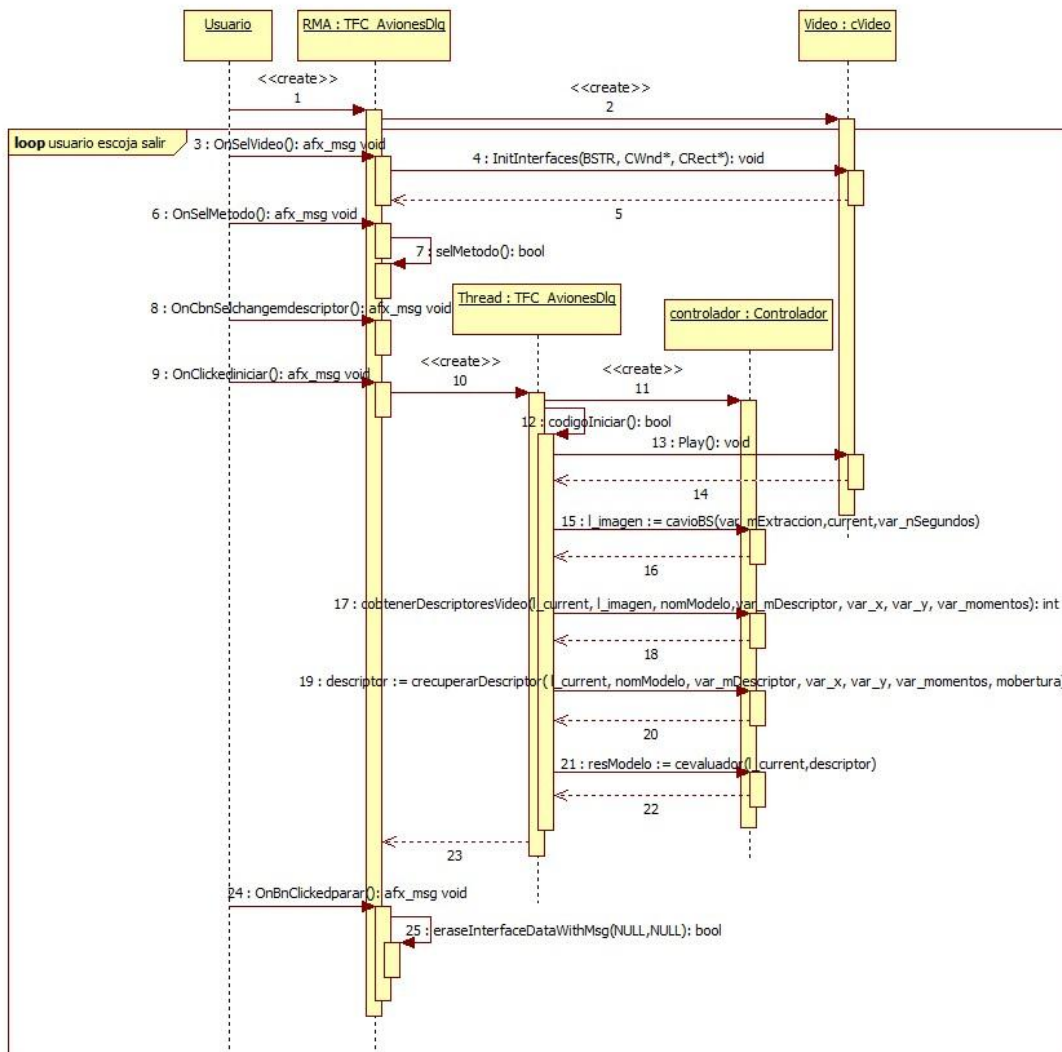 Usuario
RMA : TFC_AvionesDlg
Video : cVideo
<<create>>
1
<<create>>
2
loop usuario escoja salir
3 : OnSelVideo(): afx_msg void
4 : InitInterfaces(BSTR, CWnd*, CRect*): void
5
6 : OnSelMetodo(): afx_msg void
7 : selMetodo(): bool
Thread : TFC_AvionesDlg
controlador : Controlador
8 : OnCbnSelchangemdescriptor(): afx_msg void
9 : OnClickediniciar(): afx_msg void
<<create>>
10
<<create>>
11
12 : codigoIniciar(): bool
13 : Play(): void
14
15 : l_imagen := cavioBS(var_mExtraccion,current,var_nSegundos)
16
17 : cobtenerDescriptoresVideo(l_current, l_imagen, nomModelo,var_mDescriptor, var_x, var_y, var_momentos): int
18
19 : descriptor := crecuperarDescriptor( l_current, nomModelo, var_mDescriptor, var_x, var_y, var_momentos, mobertura)
20
21 : resModelo := cevaluador(l_current,descriptor)
22
23
24 : OnBnClickedparar(): afx_msg void
25 : eraseInterfaceDataWithMsg(NULL,NULL): bool